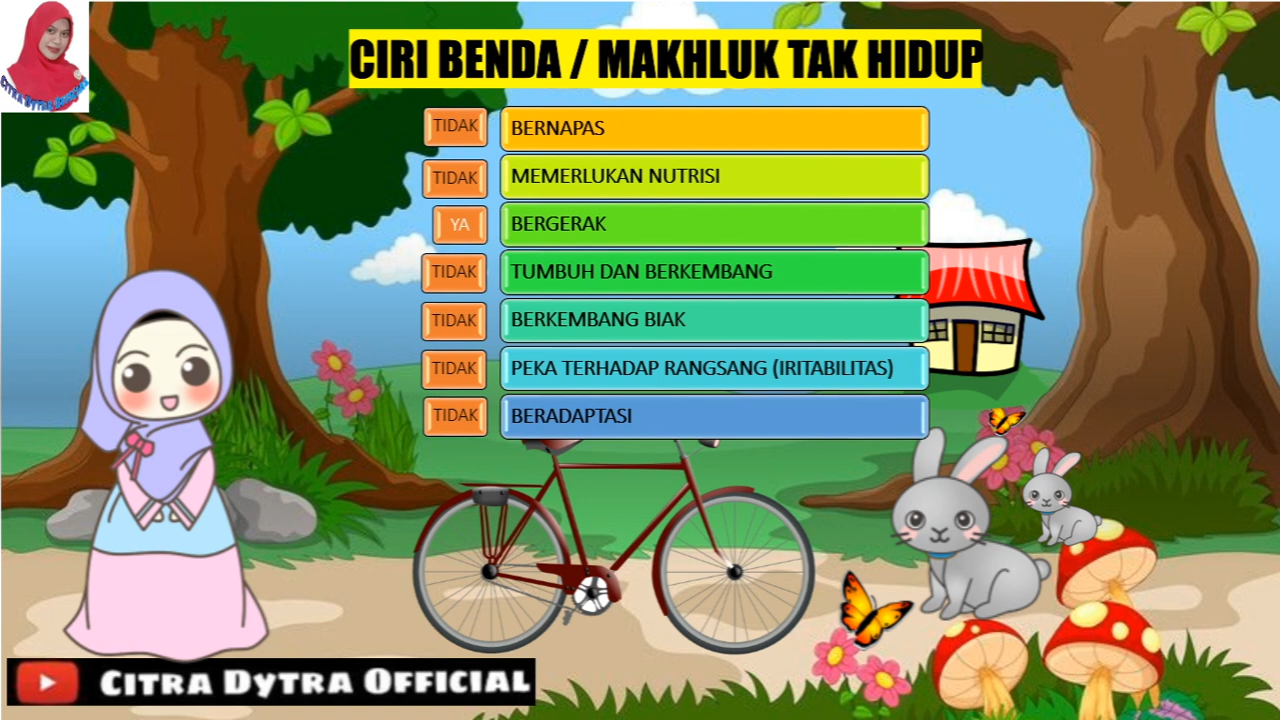 CIRI BENDA / MAKHLUK TAK HIDUP
TIDAK BERNAPAS
TIDAK MEMERLUKAN NUTRISI
YA BERGERAK
TIDAK TUMBUH DAN BERKEMBANG
TIDAK BERKEMBANG BIAK
TIDAK PEKA TERHADAP RANGSANG (IRITABILITAS)
TIDAK BERADAPTASI
CITRA DYTRA OFFICIAL